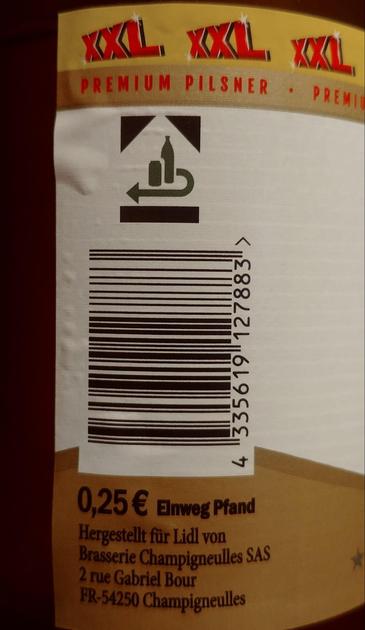 XXL XXL XXL
PREMIUM PILSNER · PREMIU
4 335619 127883 >
0,25 € Einweg Pfand
Hergestellt für Lidl von
Brasserie Champigneulles SAS
2 rue Gabriel Bour
FR-54250 Champigneulles